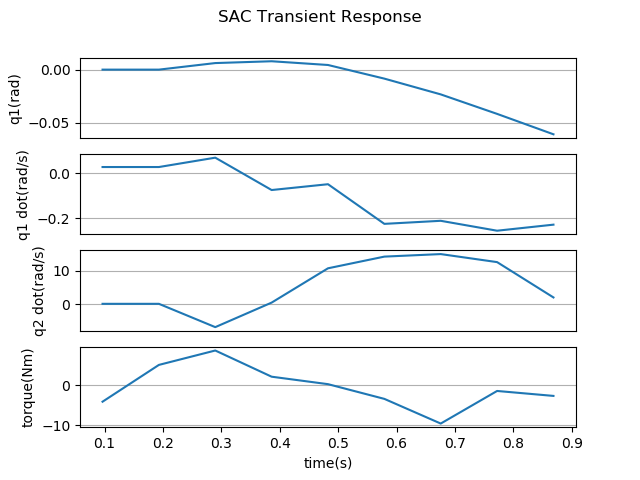 SAC Transient Response
q1(rad)
0.00
−0.05
q1 dot(rad/s)
0.0
−0.2
q2 dot(rad/s)
10
0
torque(Nm)
0
−10
0.1 0.2 0.3 0.4 0.5 0.6 0.7 0.8 0.9
time(s)